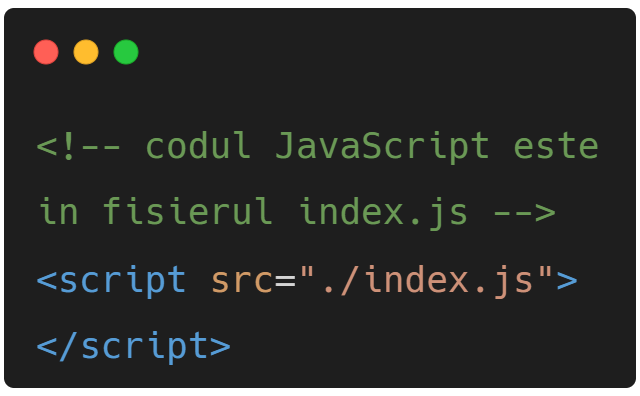 <!-- codul JavaScript este
in fisierul index.js -->
<script src="./index.js">
</script>